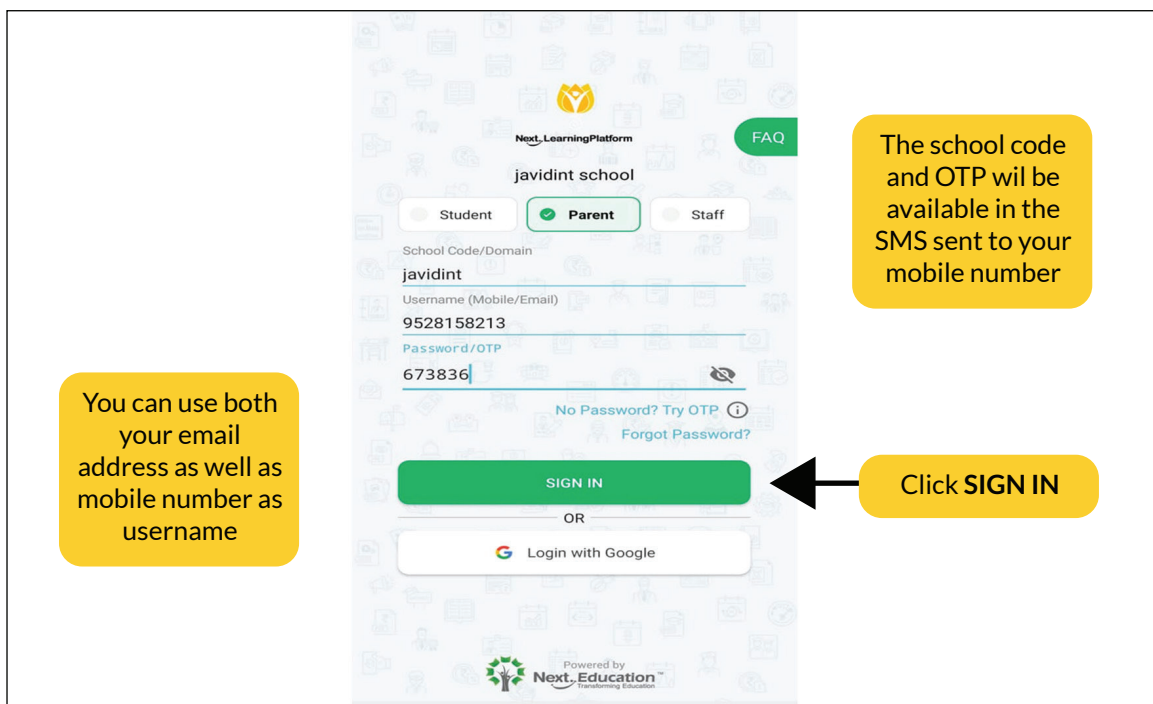 Next LearningPlatform
FAQ
javidint school
Student
Parent
Staff
School Code/Domain
javidint
Username (Mobile/Email)
9528158213
Password/OTP
673836
No Password? Try OTP
Forgot Password?
SIGN IN
OR
G Login with Google
Powered by
Next Education™
Transforming Education
The school code
and OTP wil be
available in the
SMS sent to your
mobile number
You can use both
your email
address as well as
mobile number as
username
Click SIGN IN